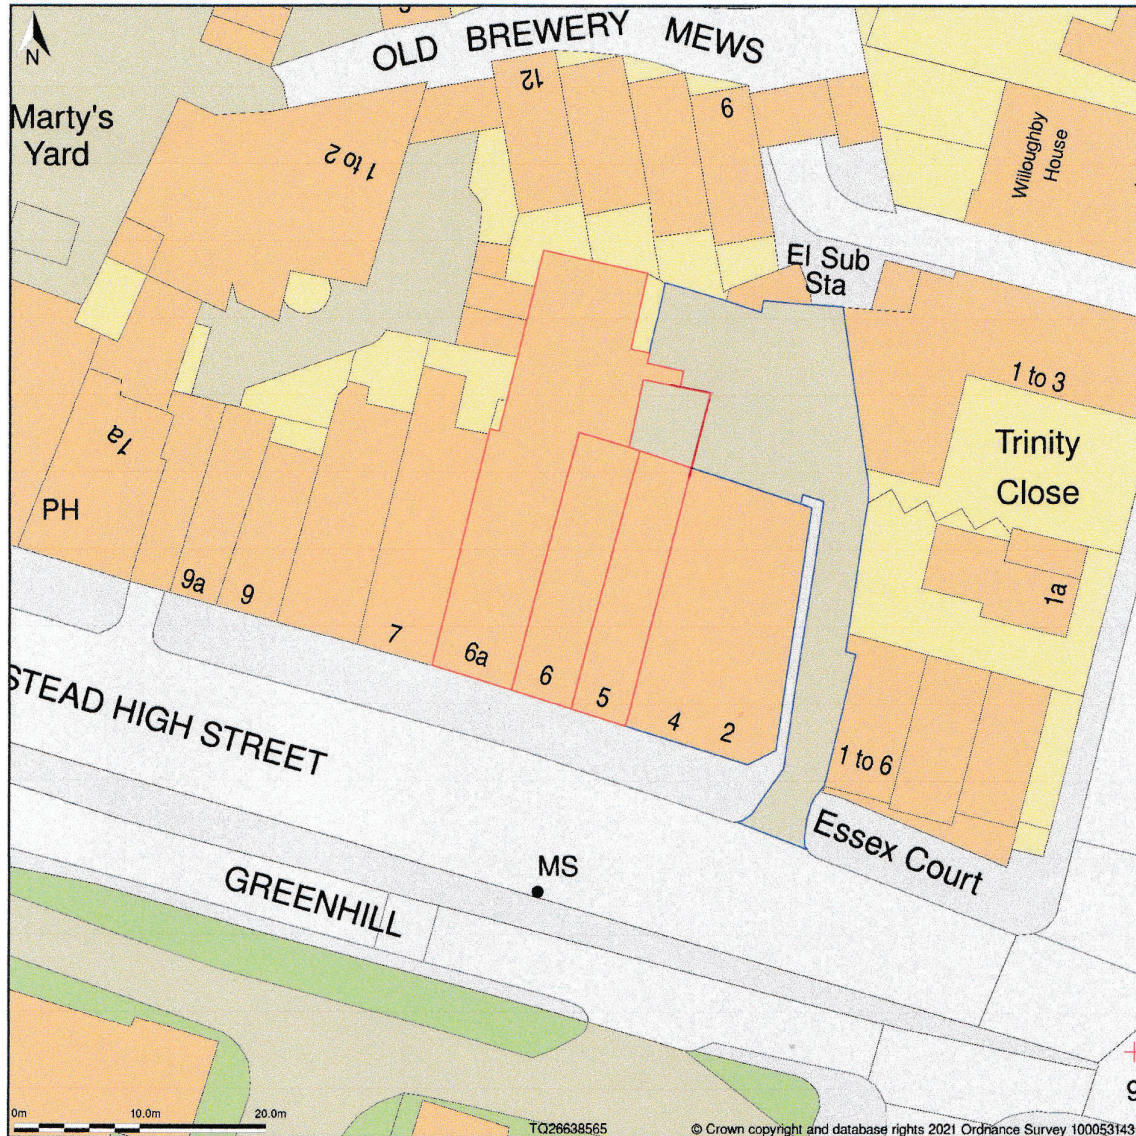 OLD BREWERY MEWS
N
Marty's
Yard
1 to 2
12
9
Willoughby
House
El Sub
Sta
1 to 3
Trinity
Close
1a
PH
9a
9
7
6a
6
5
4
2
1a
1 to 6
STEAD HIGH STREET
Essex Court
MS
GREENHILL
0m
10.0m
20.0m
TQ26638565
© Crown copyright and database rights 2021 Ordnance Survey 100053143